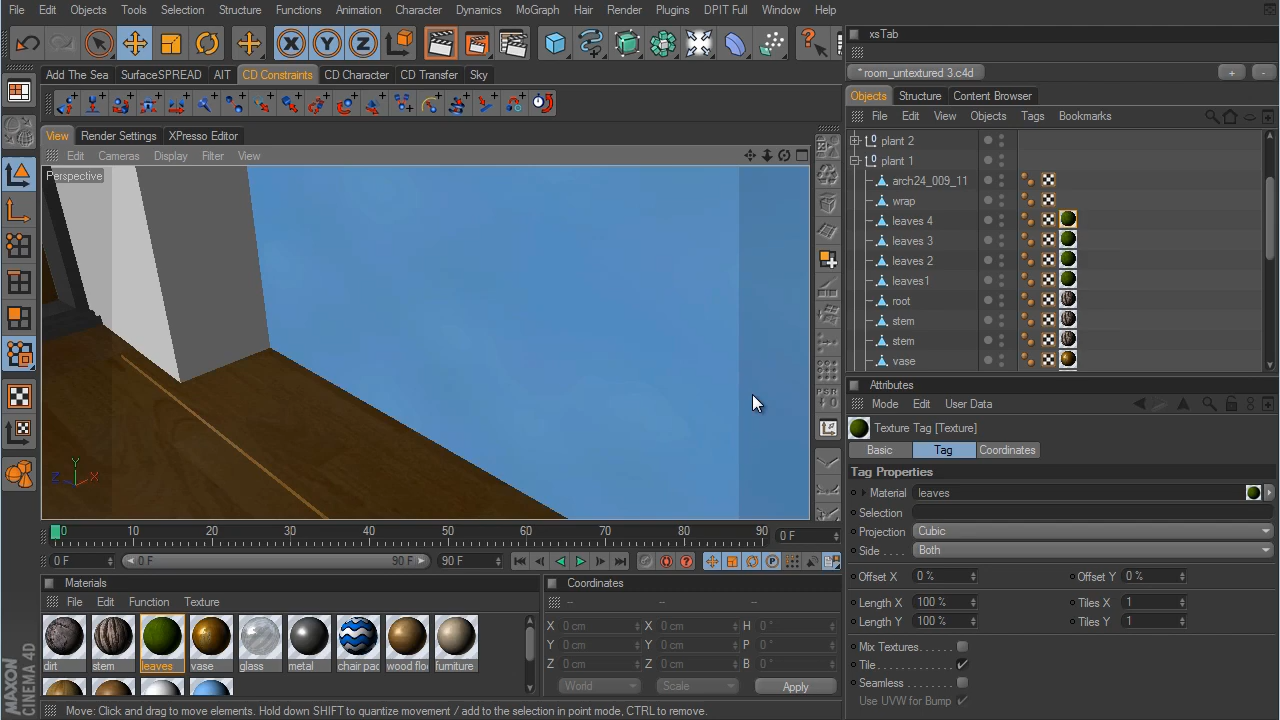 File Edit Objects Tools Selection Structure Functions Animation Character Dynamics MoGraph Hair Render Plugins DPIT Full Window Help
xsTab
* room_untextured 3.c4d + -
Add The Sea SurfaceSPREAD AIT CD Constraints CD Character CD Transfer Sky
Objects Structure Content Browser
File Edit View Objects Tags Bookmarks
View Render Settings XPresso Editor
Edit Cameras Display Filter View
Perspective
plant 2
plant 1
arch24_009_11
wrap
leaves 4
leaves 3
leaves 2
leaves1
root
stem
stem
vase
PSR
Attributes
Mode Edit User Data
Texture Tag [Texture]
Basic Tag Coordinates
Tag Properties
Material leaves
Selection
Projection Cubic
Side . . . . Both
Offset X 0 % Offset Y 0 %
Length X 100 % Tiles X 1
Length Y 100 % Tiles Y 1
Mix Textures. . . . . .
Tile. . . . . . . . . . . . .
Seamless. . . . . . . .
Use UVW for Bump
Z Y X
0 10 20 30 40 50 60 70 80 90 0 F
0 F 0 F 90 F 90 F
Materials
File Edit Function Texture
dirt stem leaves vase glass metal chair pad wood floo furniture
Coordinates
-- -- --
X 0 cm X 0 cm H 0 °
Y 0 cm Y 0 cm P 0 °
Z 0 cm Z 0 cm B 0 °
World Scale Apply
MAXON
CINEMA 4D
Move: Click and drag to move elements. Hold down SHIFT to quantize movement / add to the selection in point mode, CTRL to remove.